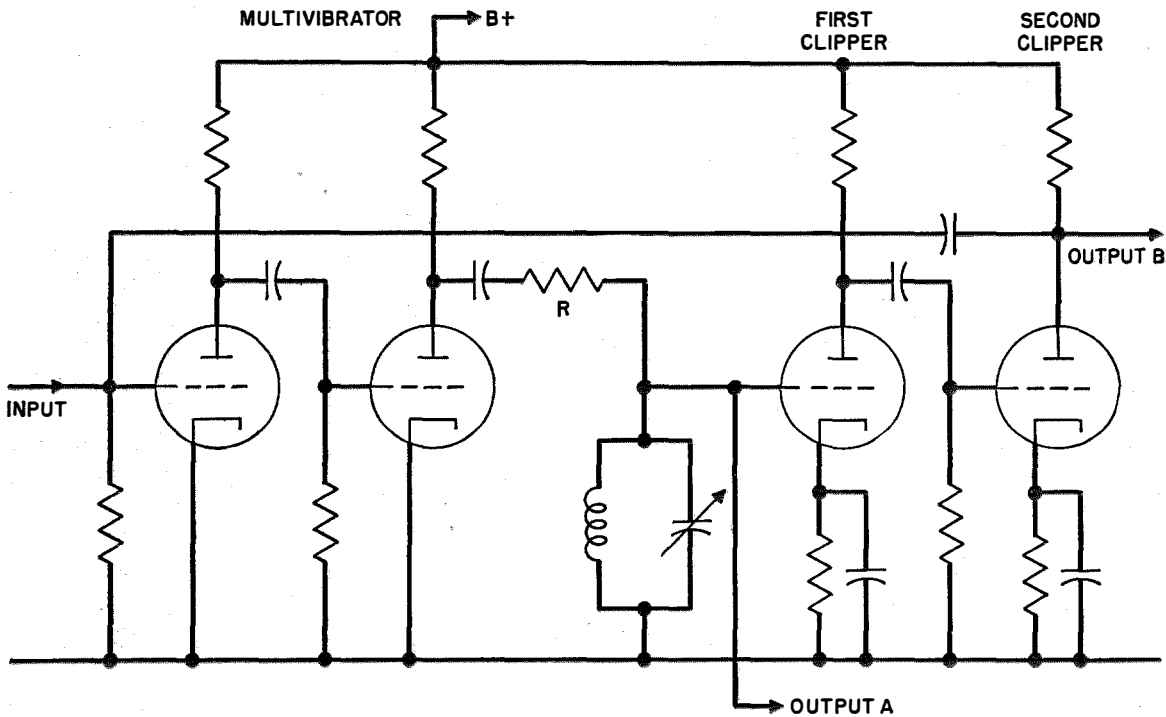 MULTIVIBRATOR
B+
FIRST
CLIPPER
SECOND
CLIPPER
OUTPUT B
R
INPUT
OUTPUT A